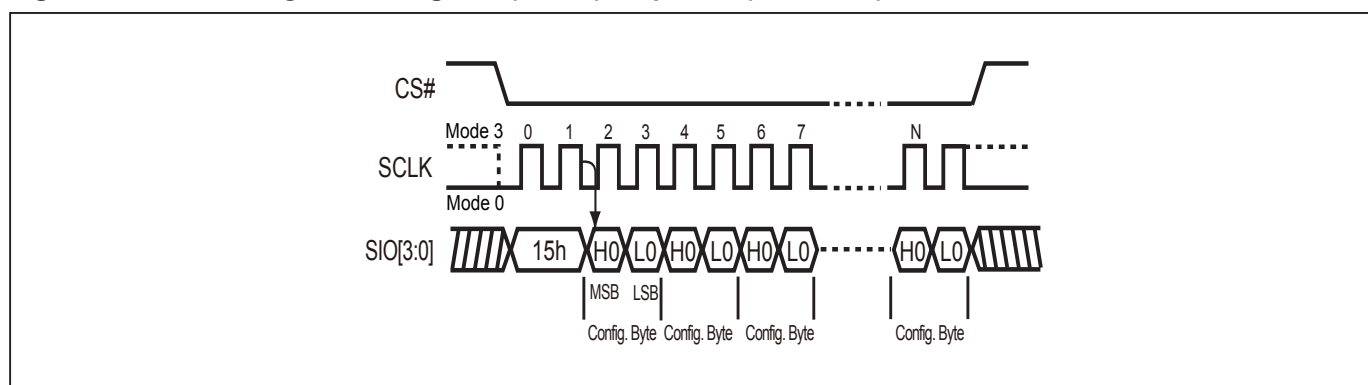 CS#
Mode 3 0 1 2 3 4 5 6 7 N
SCLK
Mode 0
SIO[3:0] 15h H0 L0 H0 L0 H0 L0 H0 L0
MSB LSB
Config. Byte Config. Byte Config. Byte Config. Byte